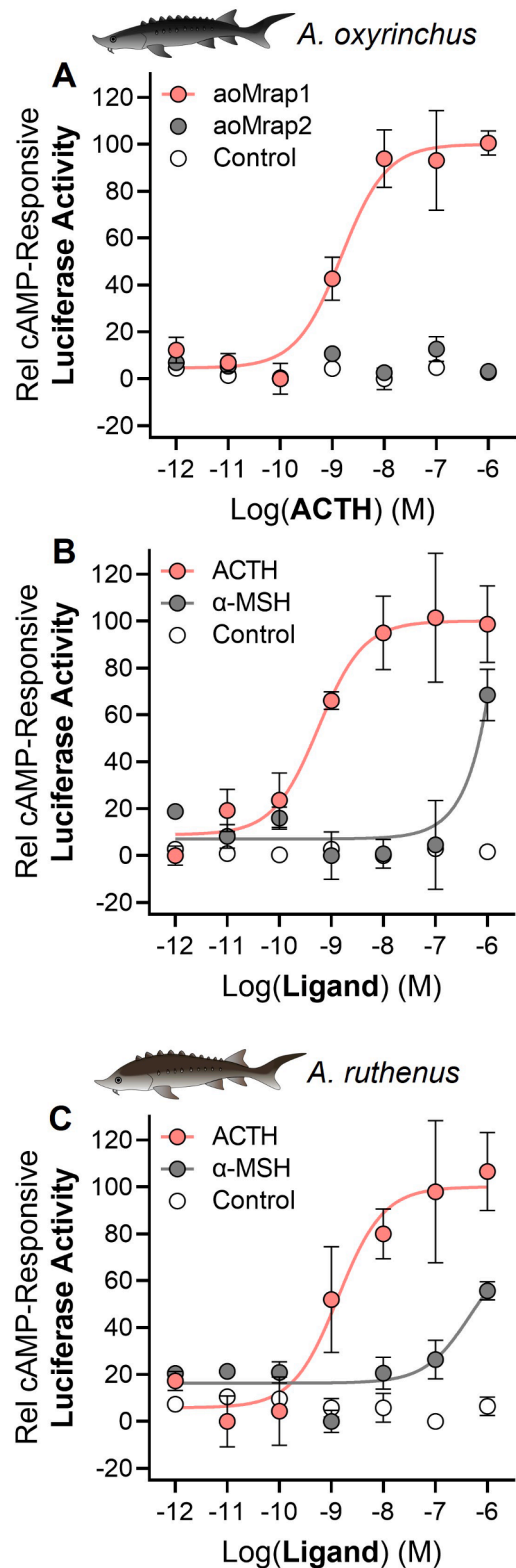 A. oxyrinchus
A
aoMrap1
aoMrap2
Control
Rel cAMP-Responsive
Luciferase Activity
120
100
80
60
40
20
0
-20
-12 -11 -10 -9 -8 -7 -6
Log(ACTH) (M)
B
ACTH
α-MSH
Control
Rel cAMP-Responsive
Luciferase Activity
120
100
80
60
40
20
0
-20
-12 -11 -10 -9 -8 -7 -6
Log(Ligand) (M)
A. ruthenus
C
ACTH
α-MSH
Control
Rel cAMP-Responsive
Luciferase Activity
120
100
80
60
40
20
0
-20
-12 -11 -10 -9 -8 -7 -6
Log(Ligand) (M)